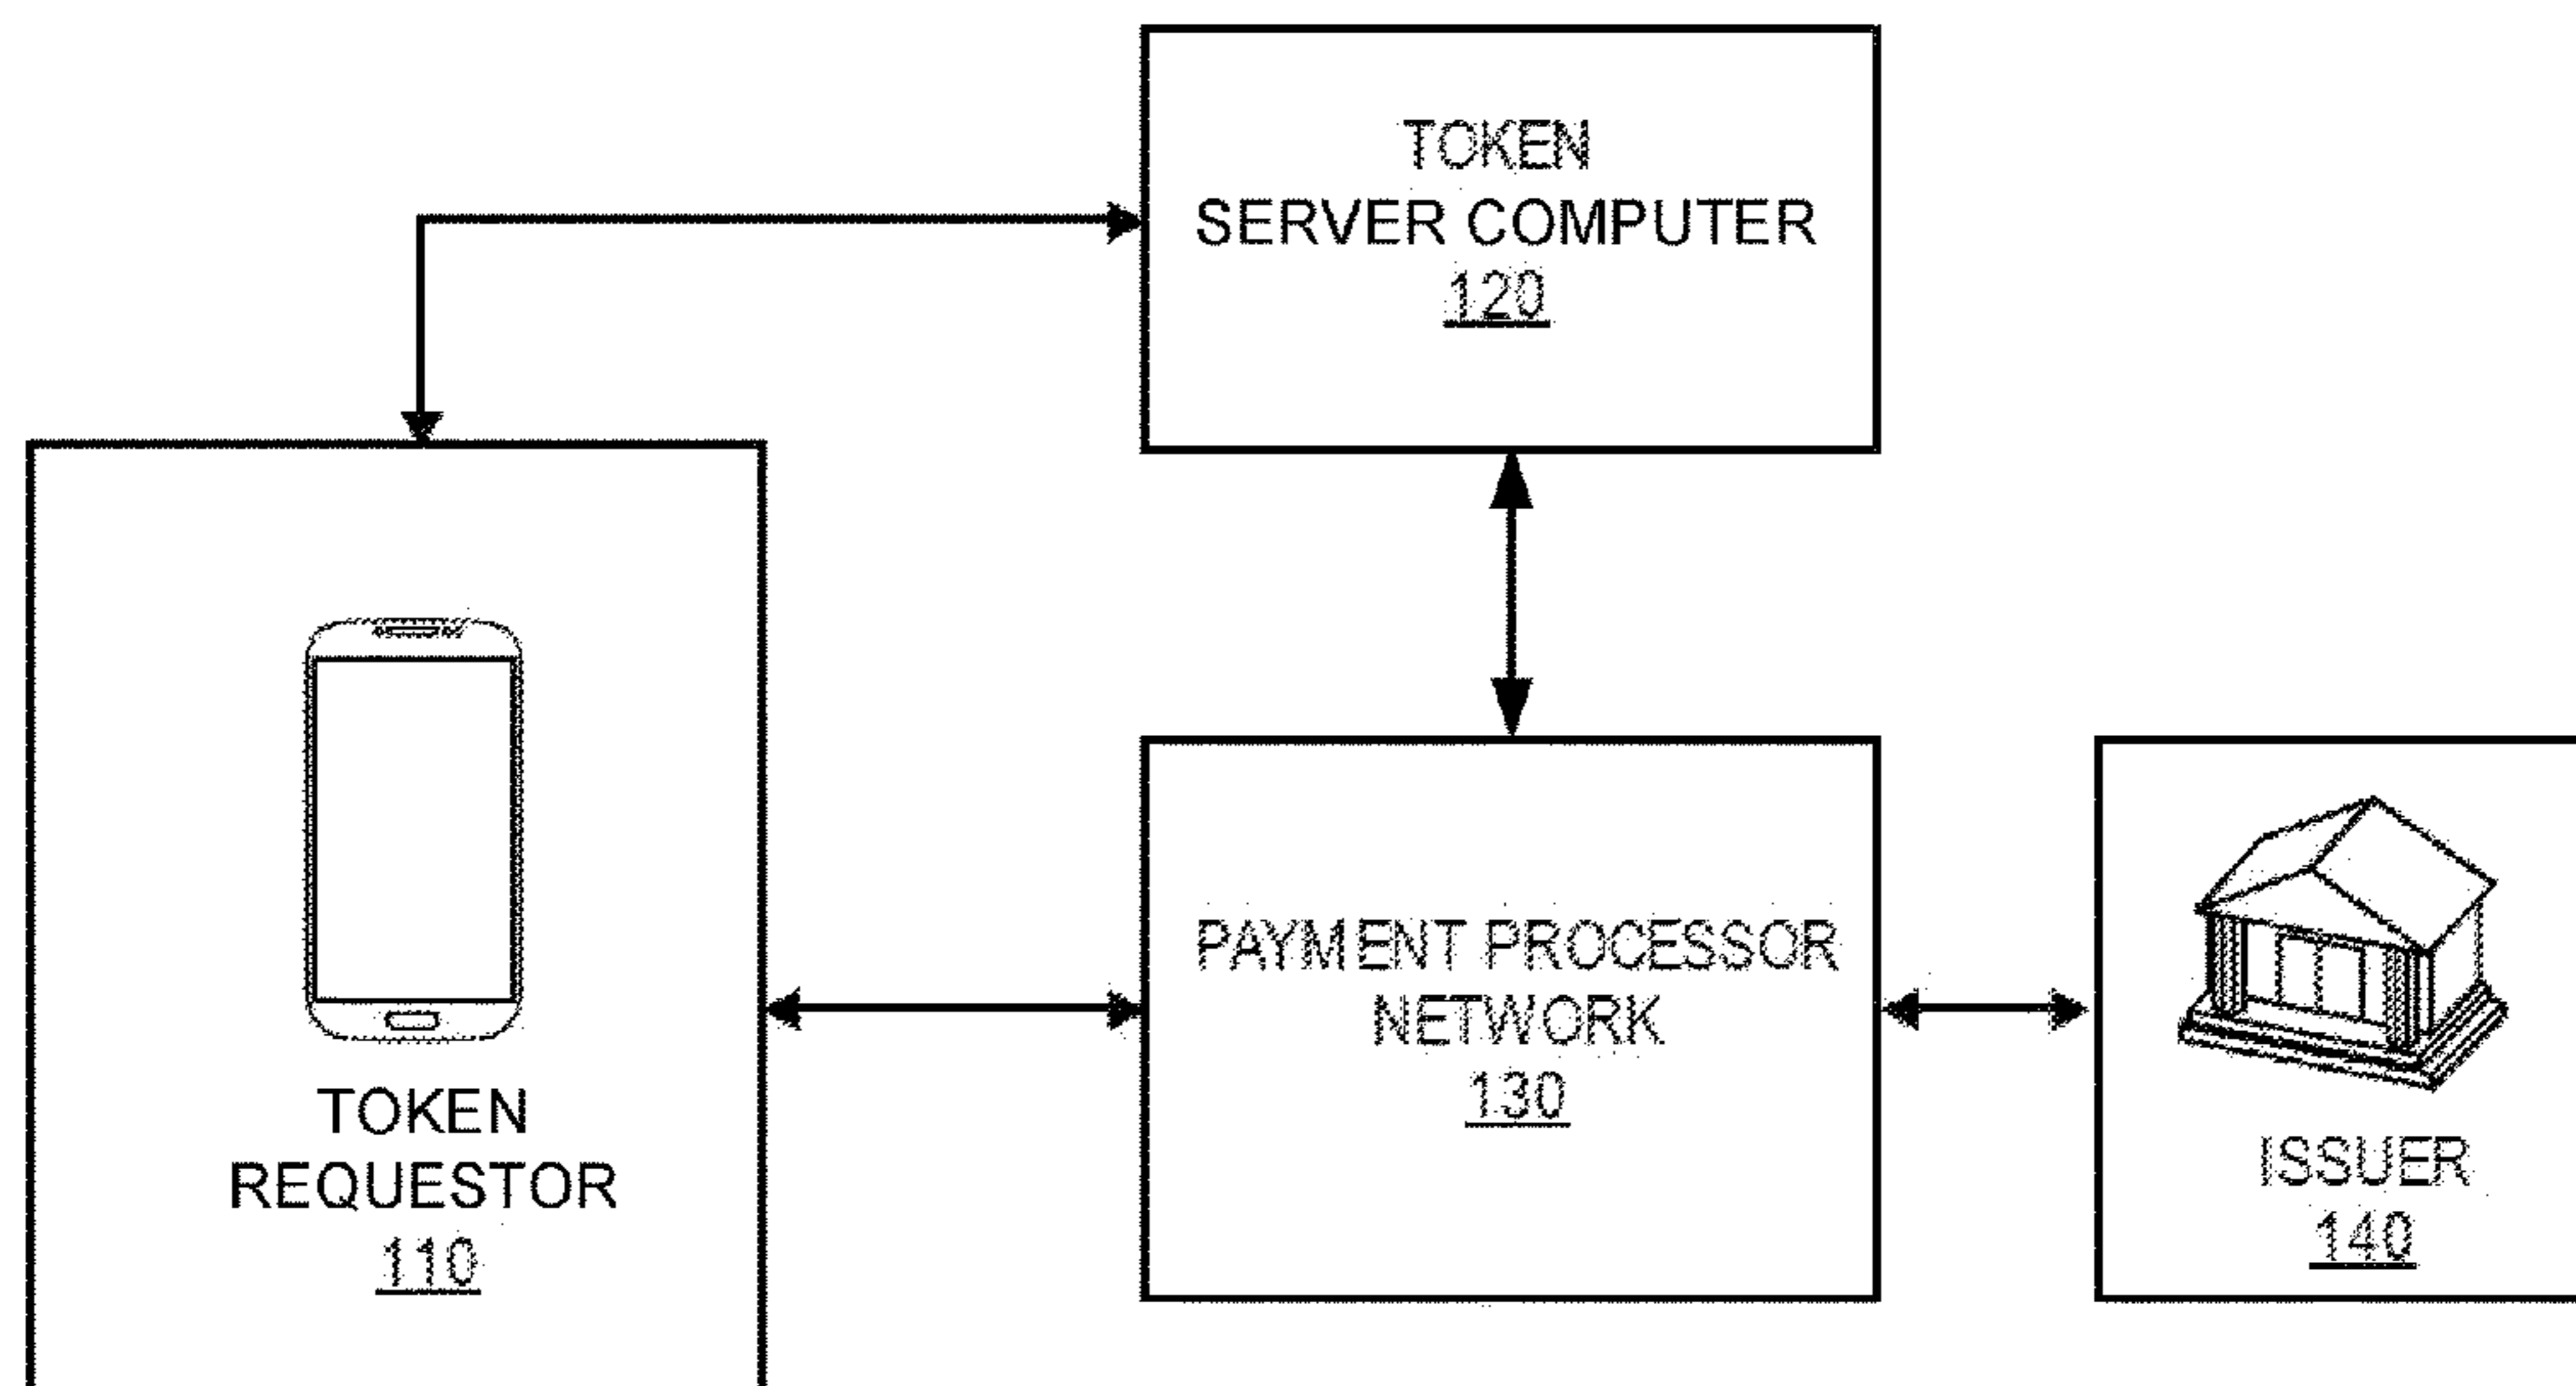 TOKEN
SERVER COMPUTER
120
PAYMENT PROCESSOR
NETWORK
130
TOKEN
REQUESTOR
110
ISSUER
140